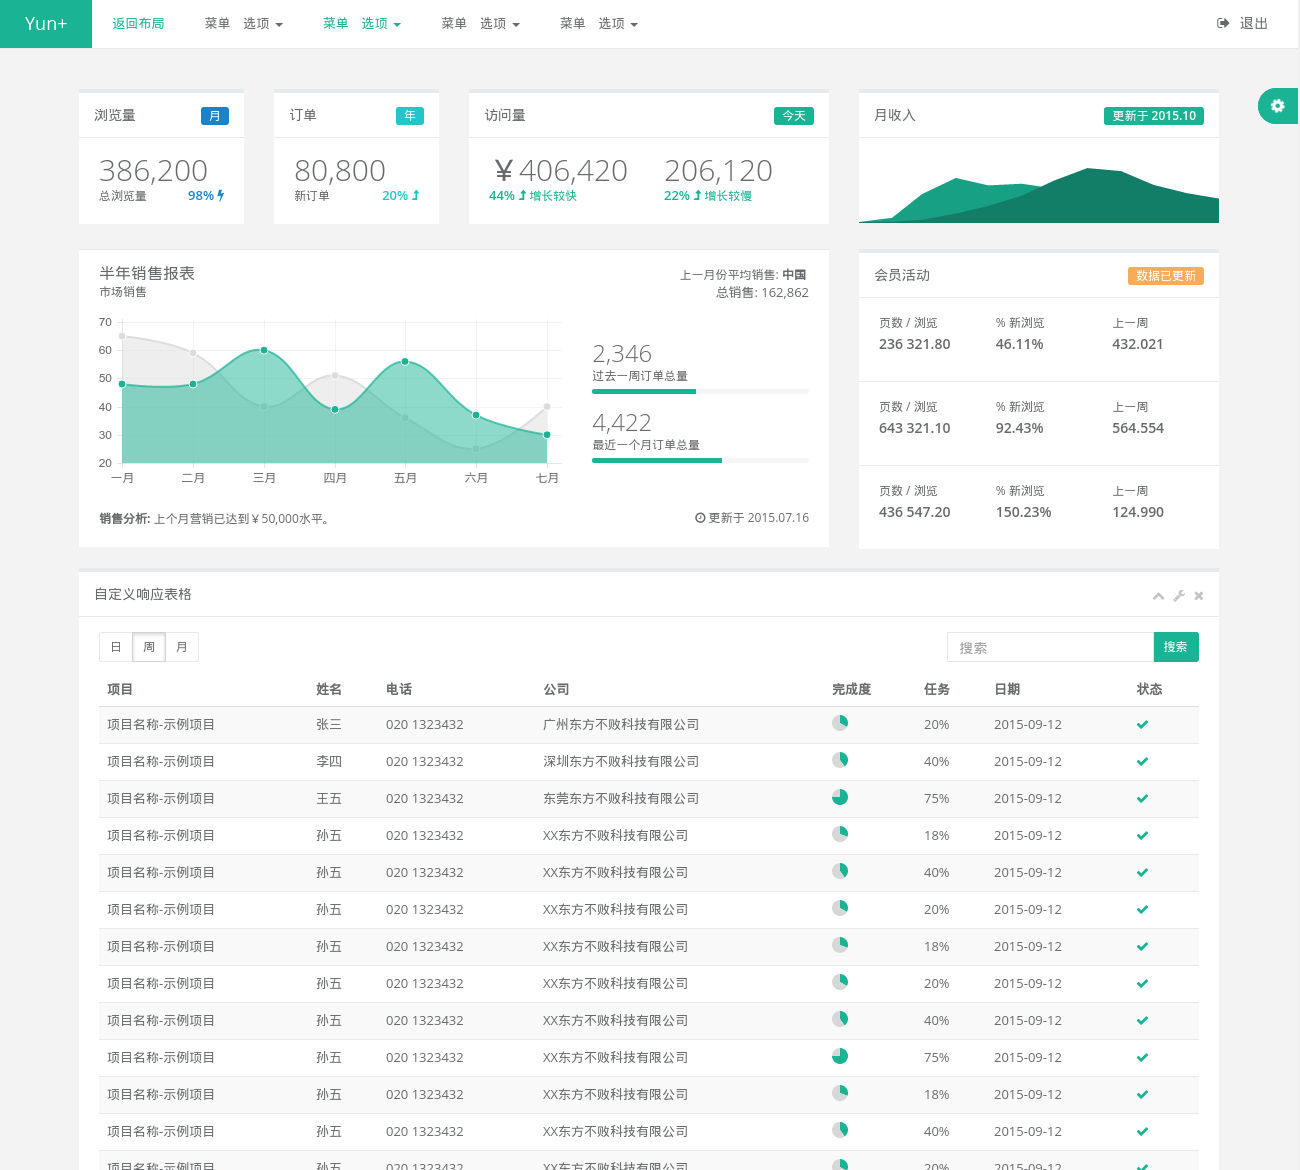 Yun+ 返回布局 菜单 选项 菜单 选项 菜单 选项 菜单 选项 退出
浏览量 月
386,200
总浏览量 98%
订单 年
80,800
新订单 20%
访问量 今天
￥406,420 206,120
44% 增长较快 22% 增长较慢
月收入 更新于 2015.10
半年销售报表
市场销售
上一月份平均销售: 中国
总销售: 162,862
70
60
50
40
30
20
一月 二月 三月 四月 五月 六月 七月
2,346
过去一周订单总量
4,422
最近一个月订单总量
销售分析: 上个月营销已达到￥50,000水平。
更新于 2015.07.16
会员活动 数据已更新
页数 / 浏览 % 新浏览 上一周
236 321.80 46.11% 432.021
页数 / 浏览 % 新浏览 上一周
643 321.10 92.43% 564.554
页数 / 浏览 % 新浏览 上一周
436 547.20 150.23% 124.990
自定义响应表格
日 周 月 搜索 搜索
项目 姓名 电话 公司 完成度 任务 日期 状态
项目名称-示例项目 张三 020 1323432 广州东方不败科技有限公司 20% 2015-09-12
项目名称-示例项目 李四 020 1323432 深圳东方不败科技有限公司 40% 2015-09-12
项目名称-示例项目 王五 020 1323432 东莞东方不败科技有限公司 75% 2015-09-12
项目名称-示例项目 孙五 020 1323432 XX东方不败科技有限公司 18% 2015-09-12
项目名称-示例项目 孙五 020 1323432 XX东方不败科技有限公司 40% 2015-09-12
项目名称-示例项目 孙五 020 1323432 XX东方不败科技有限公司 20% 2015-09-12
项目名称-示例项目 孙五 020 1323432 XX东方不败科技有限公司 18% 2015-09-12
项目名称-示例项目 孙五 020 1323432 XX东方不败科技有限公司 20% 2015-09-12
项目名称-示例项目 孙五 020 1323432 XX东方不败科技有限公司 40% 2015-09-12
项目名称-示例项目 孙五 020 1323432 XX东方不败科技有限公司 75% 2015-09-12
项目名称-示例项目 孙五 020 1323432 XX东方不败科技有限公司 18% 2015-09-12
项目名称-示例项目 孙五 020 1323432 XX东方不败科技有限公司 40% 2015-09-12
项目名称-示例项目 孙五 020 1323432 XX东方不败科技有限公司 20% 2015-09-12